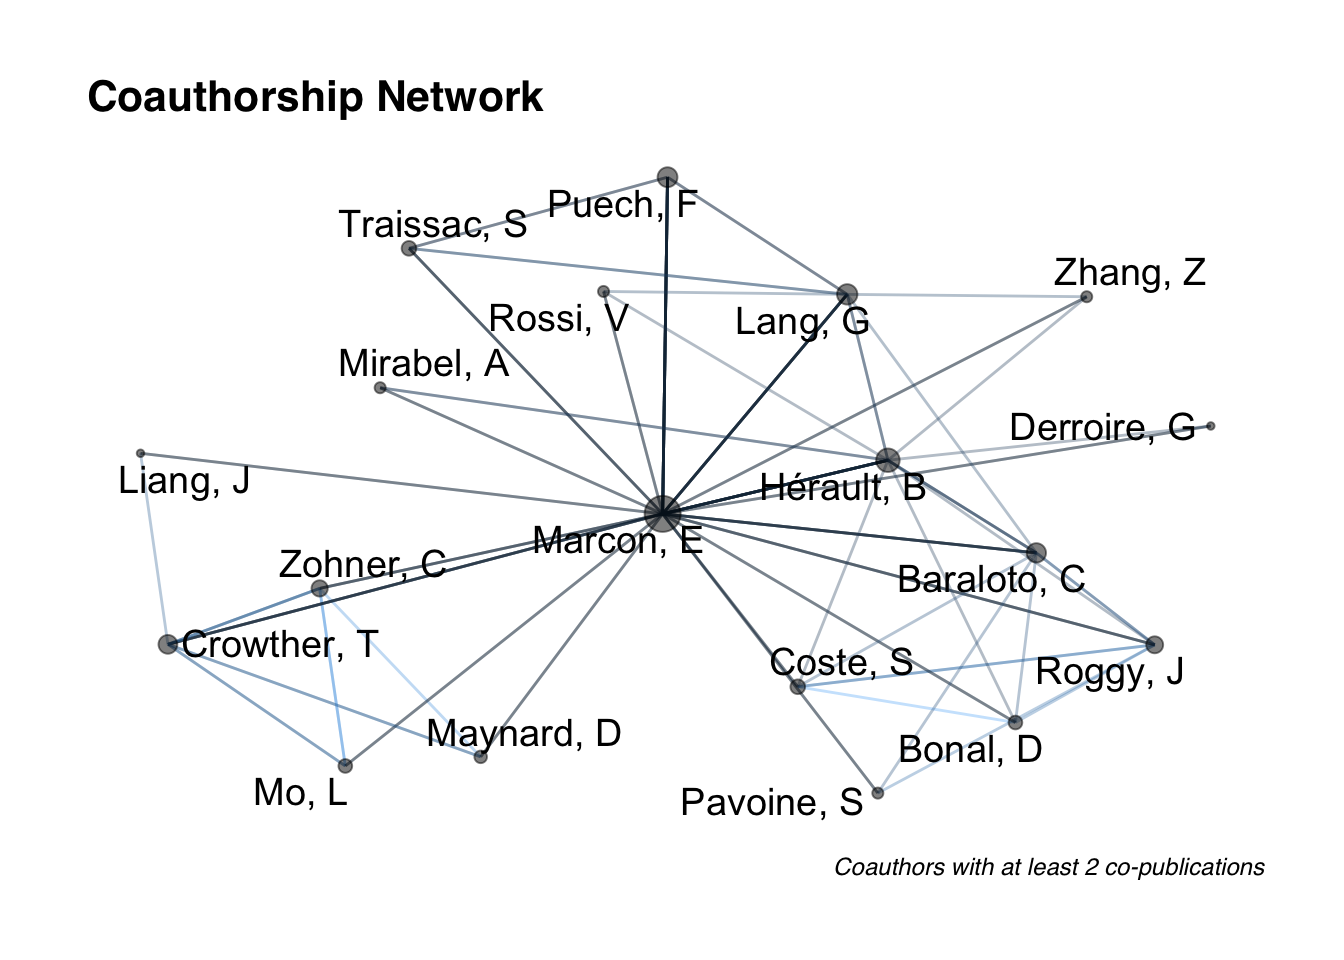 Coauthorship Network
Puech, F
Traissac, S
Zhang, Z
Rossi, V
Lang, G
Mirabel, A
Derroire, G
Liang, J
Hérault, B
Marcon, E
Zohner, C
Baraloto, C
Crowther, T
Coste, S
Roggy, J
Maynard, D
Bonal, D
Mo, L
Pavoine, S
Coauthors with at least 2 co-publications